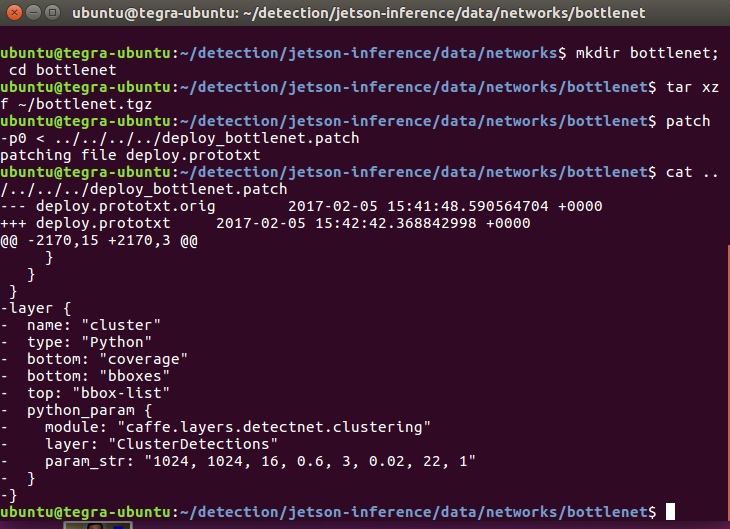 ubuntu@tegra-ubuntu: ~/detection/jetson-inference/data/networks/bottlenet
ubuntu@tegra-ubuntu:~/detection/jetson-inference/data/networks$ mkdir bottlenet;
 cd bottlenet
ubuntu@tegra-ubuntu:~/detection/jetson-inference/data/networks/bottlenet$ tar xz
f ~/bottlenet.tgz
ubuntu@tegra-ubuntu:~/detection/jetson-inference/data/networks/bottlenet$ patch
-p0 < ../../../../deploy_bottlenet.patch
patching file deploy.prototxt
ubuntu@tegra-ubuntu:~/detection/jetson-inference/data/networks/bottlenet$ cat ..
/../../../deploy_bottlenet.patch
--- deploy.prototxt.orig        2017-02-05 15:41:48.590564704 +0000
+++ deploy.prototxt     2017-02-05 15:42:42.368842998 +0000
@@ -2170,15 +2170,3 @@
     }
   }
 }
-layer {
-  name: "cluster"
-  type: "Python"
-  bottom: "coverage"
-  bottom: "bboxes"
-  top: "bbox-list"
-  python_param {
-    module: "caffe.layers.detectnet.clustering"
-    layer: "ClusterDetections"
-    param_str: "1024, 1024, 16, 0.6, 3, 0.02, 22, 1"
-  }
-}
ubuntu@tegra-ubuntu:~/detection/jetson-inference/data/networks/bottlenet$